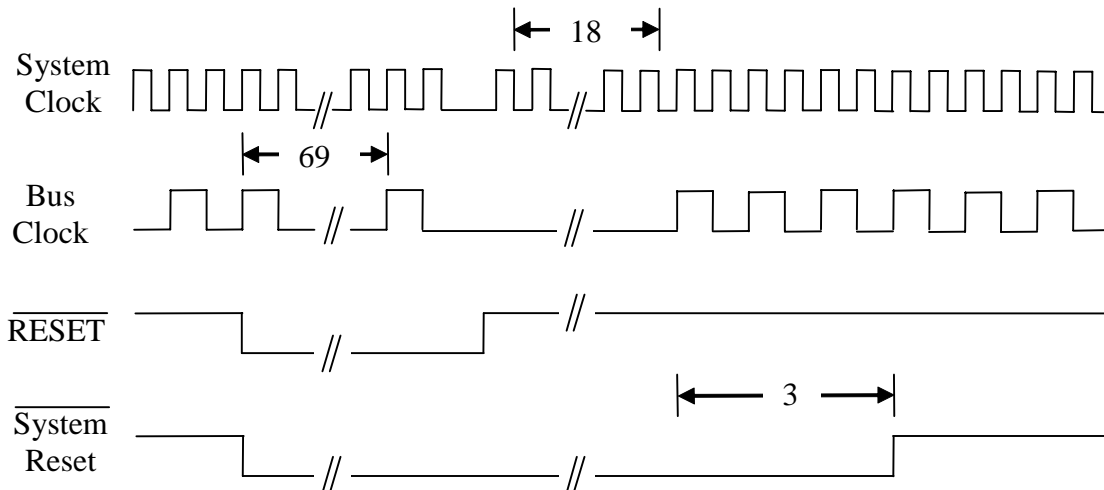 18
System
Clock
69
Bus
Clock
RESET
3
System
Reset